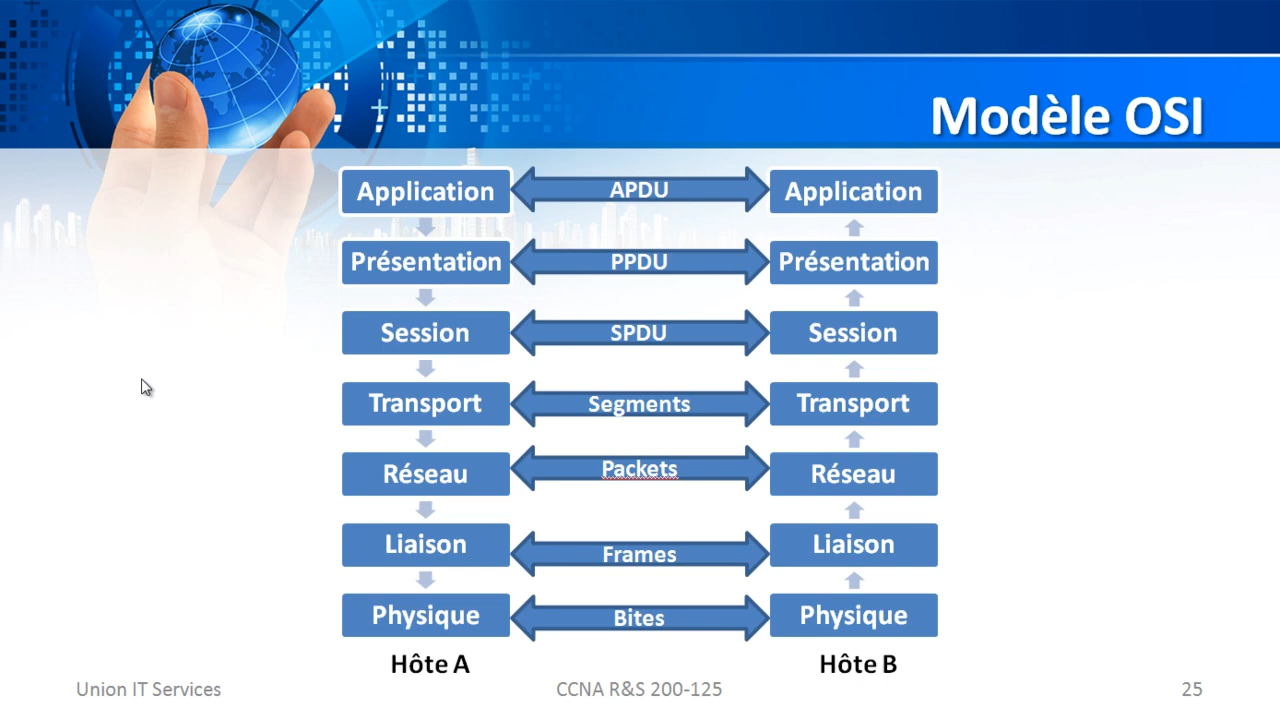 Modèle OSI
Application APDU Application
Présentation PPDU Présentation
Session SPDU Session
Transport Segments Transport
Réseau Packets Réseau
Liaison Frames Liaison
Physique Bites Physique
Hôte A Hôte B
Union IT Services CCNA R&S 200-125 25